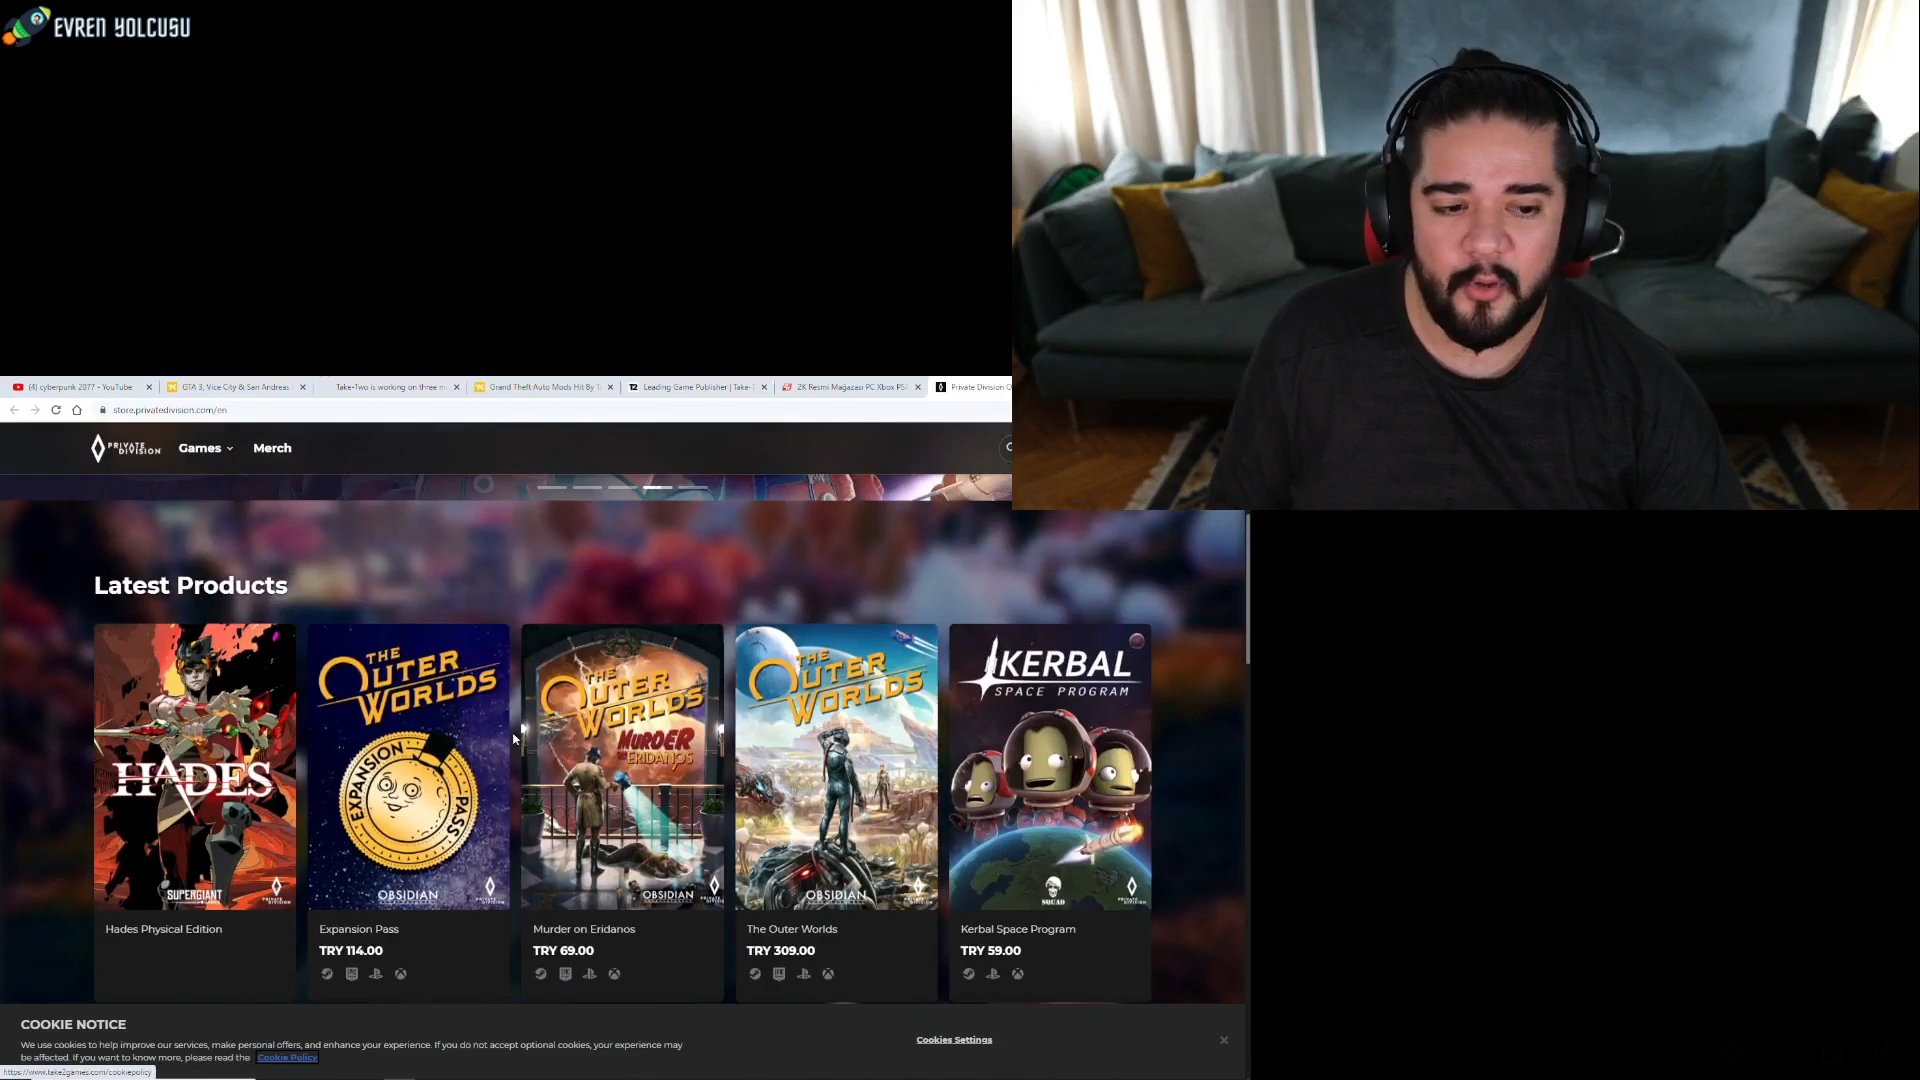 EVREN YOLCUSU
(4) cyberpunk 2077 - YouTube
GTA 3, Vice City & San Andreas
Take-Two is working on three m
Grand Theft Auto Mods Hit By T
T2 Leading Game Publisher | Take-
2K Resmi Mağazası PC Xbox PS
Private Division O
store.privatedivision.com/en
PRIVATE DIVISION
Games
Merch
Latest Products
HADES
SUPERGIANT
THE OUTER WORLDS
EXPANSION PASS
OBSIDIAN
THE OUTER WORLDS
MURDER ON ERIDANOS
OBSIDIAN
THE OUTER WORLDS
OBSIDIAN
KERBAL
SPACE PROGRAM
SQUAD
Hades Physical Edition
Expansion Pass
TRY 114.00
Murder on Eridanos
TRY 69.00
The Outer Worlds
TRY 309.00
Kerbal Space Program
TRY 59.00
COOKIE NOTICE
We use cookies to help improve our services, make personal offers, and enhance your experience. If you do not accept optional cookies, your experience may
be affected. If you want to know more, please read the Cookie Policy
Cookies Settings
https://www.take2games.com/cookiepolicy